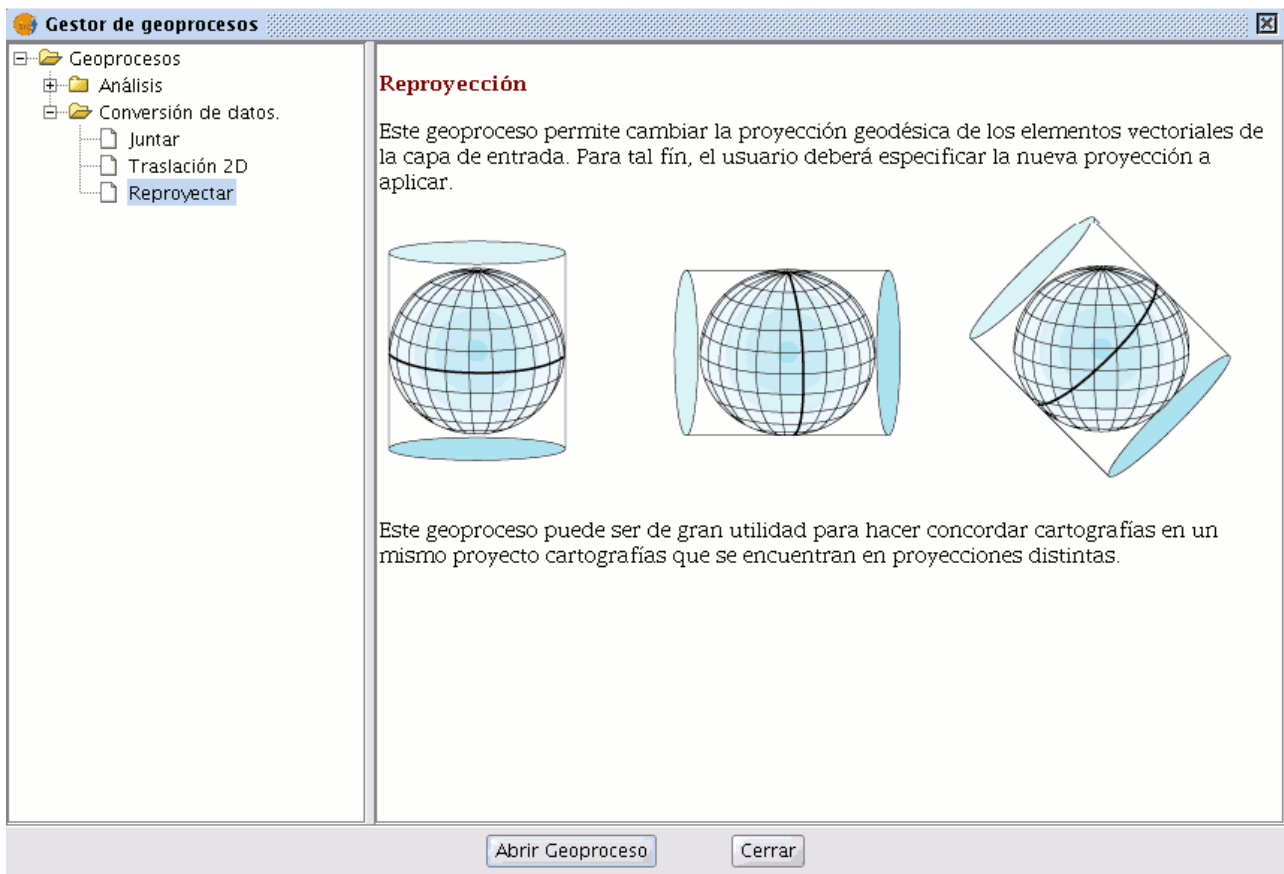 Gestor de geoprocesos
Geoprocesos
Análisis
Conversión de datos.
Juntar
Traslación 2D
Reproyectar
Reproyección
Este geoproceso permite cambiar la proyección geodésica de los elementos vectoriales de
la capa de entrada. Para tal fín, el usuario deberá especificar la nueva proyección a
aplicar.
Este geoproceso puede ser de gran utilidad para hacer concordar cartografías en un
mismo proyecto cartografías que se encuentran en proyecciones distintas.
Abrir Geoproceso
Cerrar